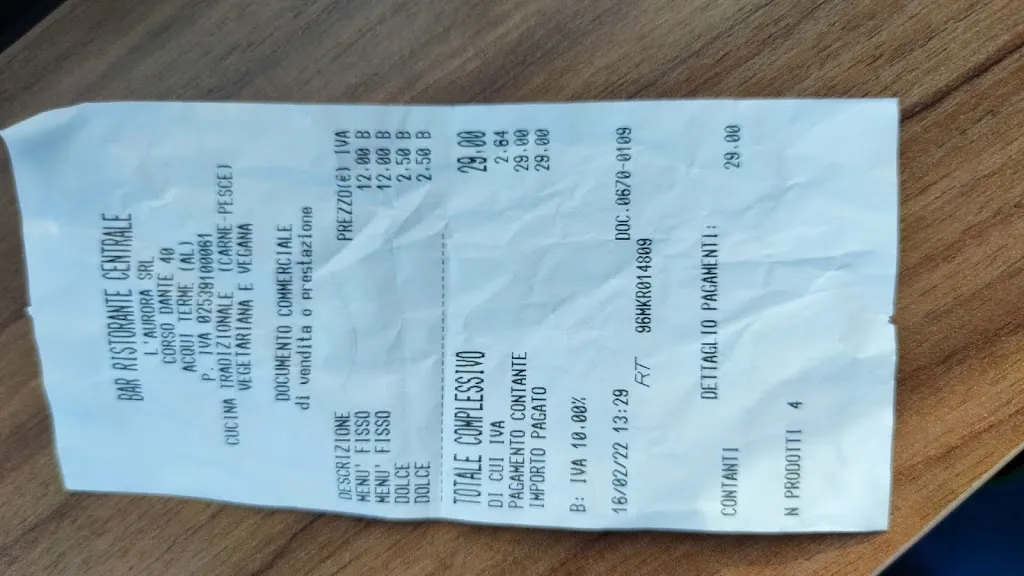 BAR RISTORANTE CENTRALE
L'AURORA SRL
CORSO DANTE 40
ACQUI TERME (AL)
P. IVA 02539100061
CUCINA TRADIZIONALE (CARNE-PESCE)
VEGETARIANA E VEGANA
DOCUMENTO COMMERCIALE
di vendita o prestazione
DESCRIZIONE PREZZO(€) IVA
MENU' FISSO 12.00 B
MENU' FISSO 12.00 B
DOLCE 2.50 B
DOLCE 2.50 B
TOTALE COMPLESSIVO 29.00
DI CUI IVA 2.64
PAGAMENTO CONTANTE 29.00
IMPORTO PAGATO 29.00
B: IVA 10.00%
16/02/22 13:29 DOC.0670-0109
RT 96MKR014809
DETTAGLIO PAGAMENTI:
CONTANTI 29.00
N PRODOTTI 4